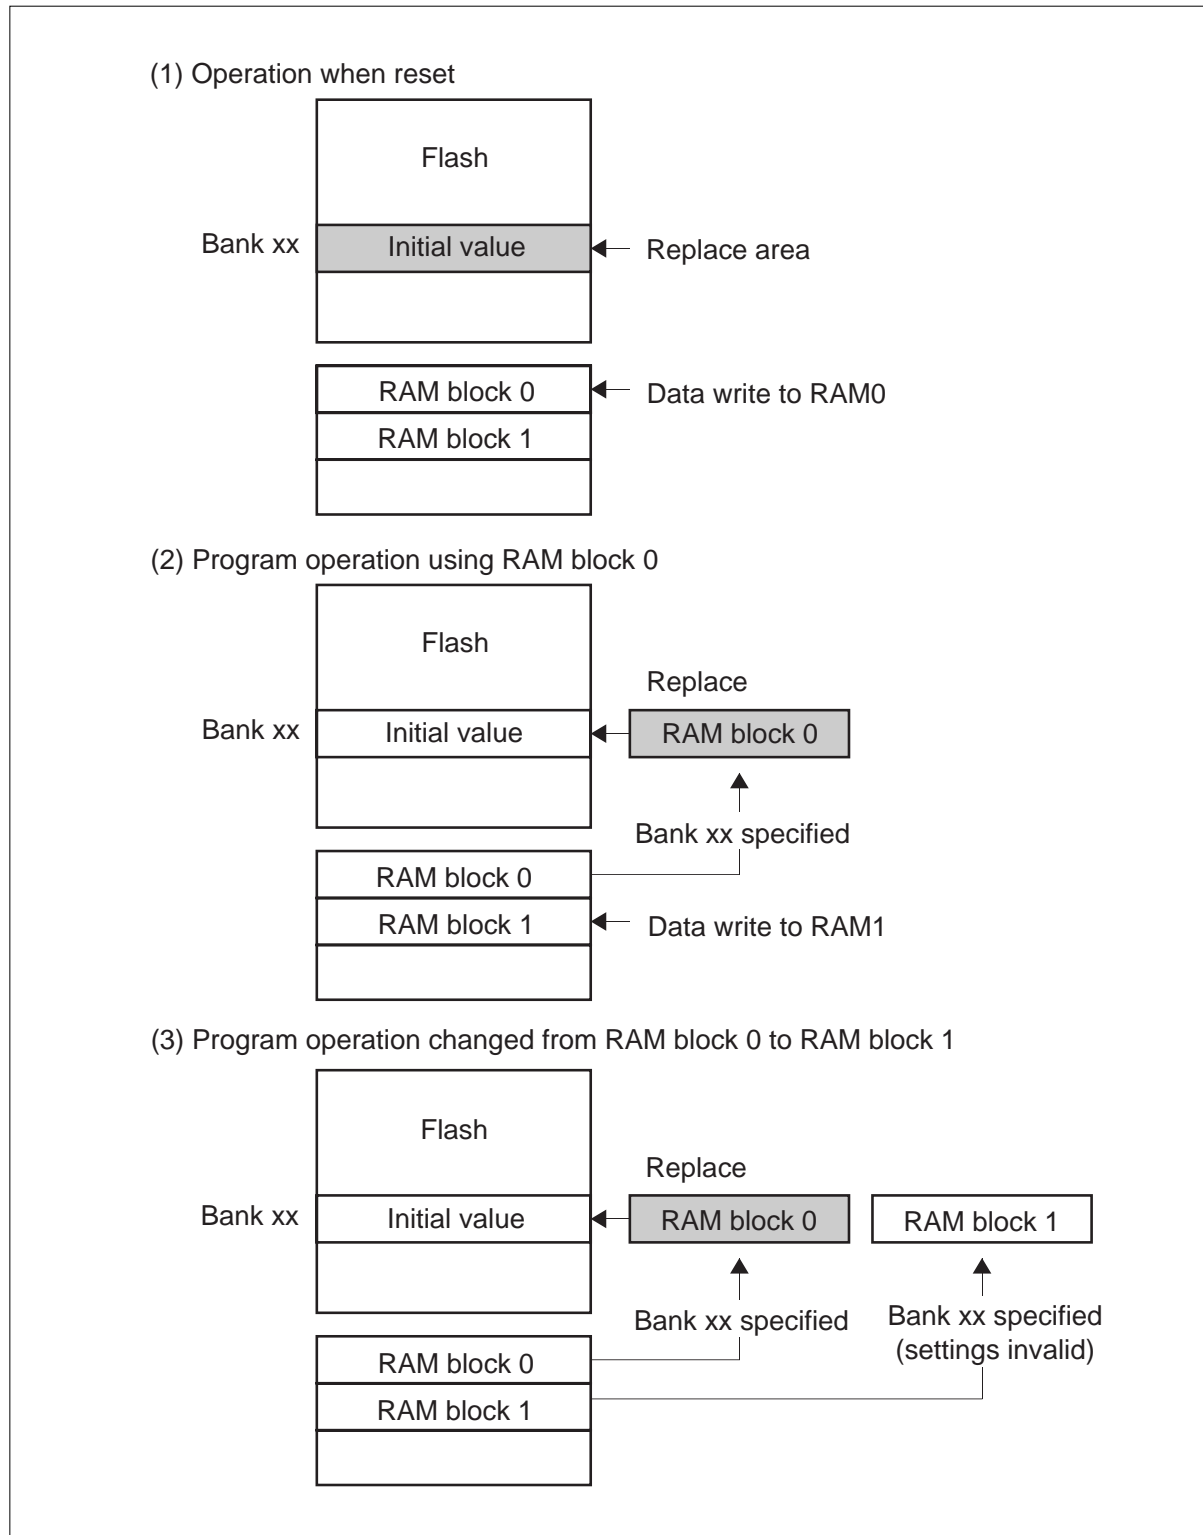 (1) Operation when reset
Flash
Bank xx
Initial value
Replace area
RAM block 0
Data write to RAM0
RAM block 1
(2) Program operation using RAM block 0
Flash
Replace
Bank xx
Initial value
RAM block 0
Bank xx specified
RAM block 0
RAM block 1
Data write to RAM1
(3) Program operation changed from RAM block 0 to RAM block 1
Flash
Replace
Bank xx
Initial value
RAM block 0
RAM block 1
Bank xx specified
Bank xx specified
(settings invalid)
RAM block 0
RAM block 1